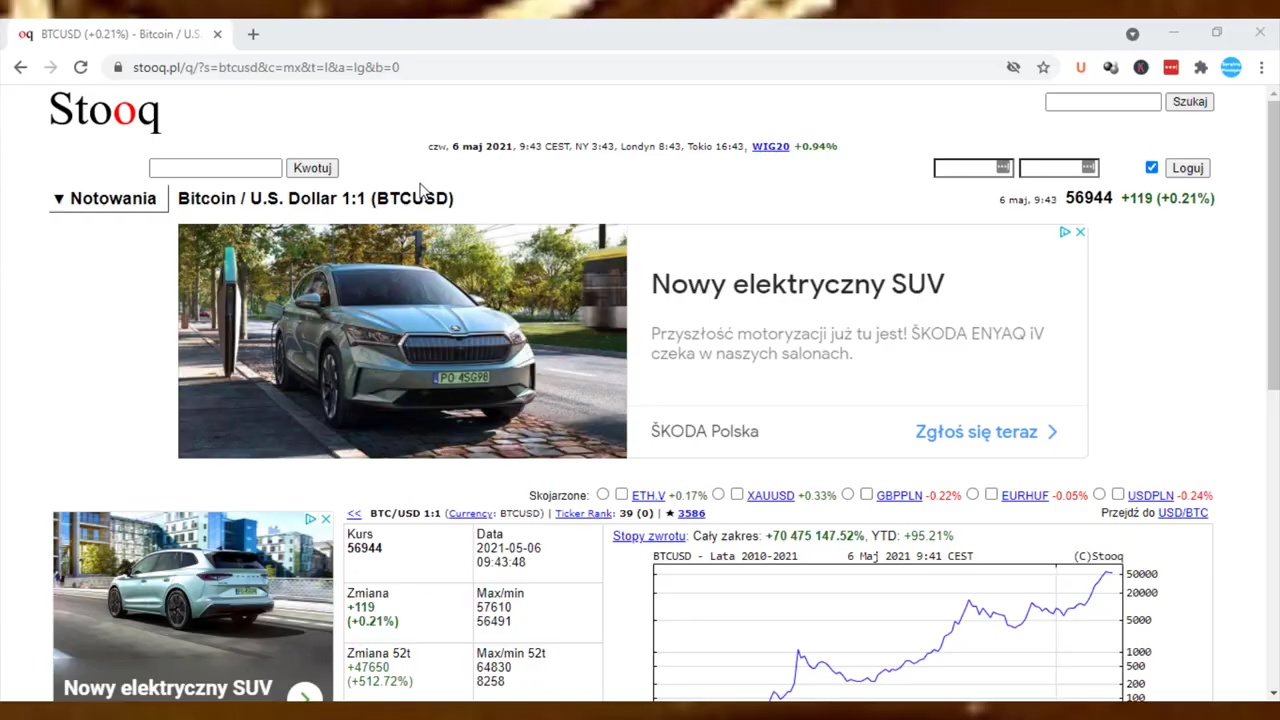 BTCUSD (+0.21%) - Bitcoin / U.S.
stooq.pl/q/?s=btcusd&c=mx&t=l&a=lg&b=0
Stooq
Szukaj
czw, 6 maj 2021, 9:43 CEST, NY 3:43, Londyn 8:43, Tokio 16:43, WIG20 +0.94%
Kwotuj
Loguj
▼ Notowania
Bitcoin / U.S. Dollar 1:1 (BTCUSD)
6 maj, 9:43 56944 +119 (+0.21%)
Nowy elektryczny SUV
Przyszłość motoryzacji już tu jest! ŠKODA ENYAQ iV
czeka w naszych salonach.
PO 4SG98
ŠKODA Polska
Zgłoś się teraz
Skojarzone: ETH.V +0.17% XAUUSD +0.33% GBPPLN -0.22% EURHUF -0.05% USDPLN -0.24%
<< BTC/USD 1:1 (Currency: BTCUSD) | Ticker Rank: 39 (0) | ★ 3586
Przejdź do USD/BTC
Kurs
56944
Data
2021-05-06
09:43:48
Zmiana
+119
(+0.21%)
Max/min
57610
56491
Zmiana 52t
+47650
(+512.72%)
Max/min 52t
64830
8258
Stopy zwrotu: Cały zakres: +70 475 147.52%, YTD: +95.21%
BTCUSD - Lata 2010-2021 6 Maj 2021 9:41 CEST (C)Stooq
50000
20000
5000
1000
500
200
100
Nowy elektryczny SUV